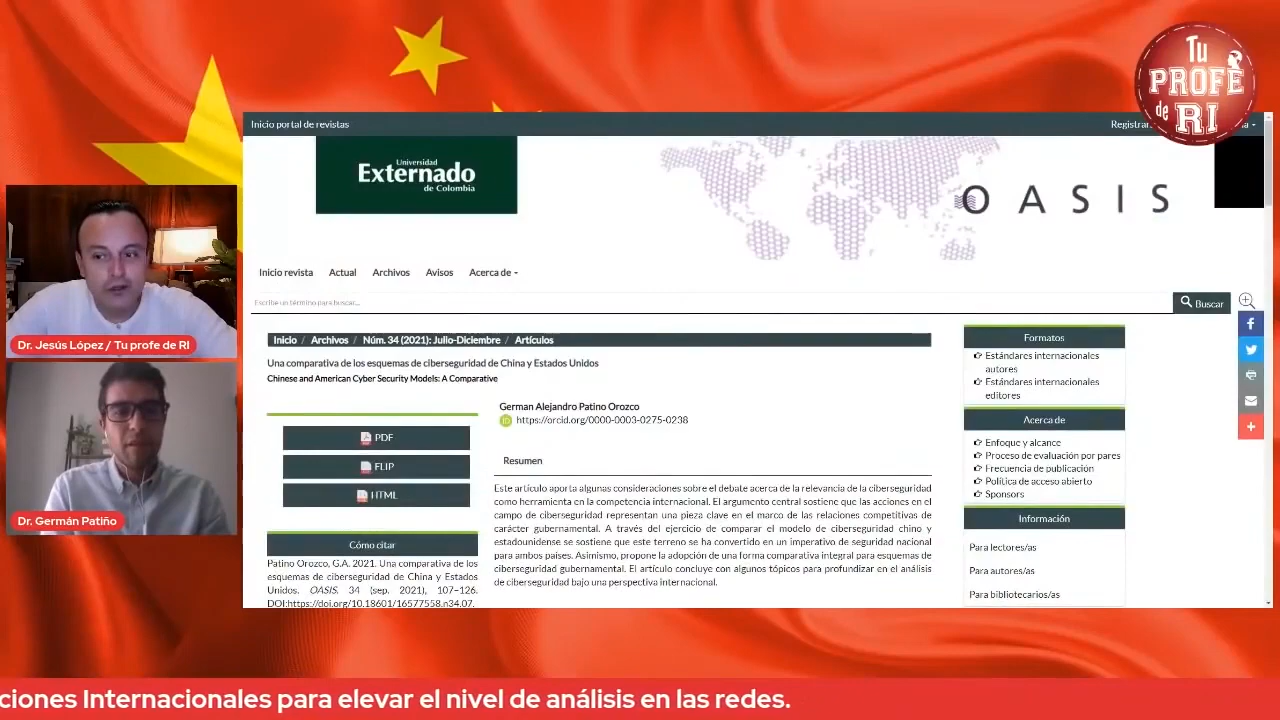 Tu
PROFE
de RI
Inicio portal de revistas
Registrar
Universidad
Externado
de Colombia
OASIS
Inicio revista Actual Archivos Avisos Acerca de
Escribe un término para buscar...
Buscar
Inicio / Archivos / Núm. 34 (2021): Julio-Diciembre / Artículos
Una comparativa de los esquemas de ciberseguridad de China y Estados Unidos
Chinese and American Cyber Security Models: A Comparative
PDF
FLIP
HTML
Cómo citar
Patino Orozco, G.A. 2021. Una comparativa de los
esquemas de ciberseguridad de China y Estados
Unidos. OASIS. 34 (sep. 2021), 107–126.
DOI:https://doi.org/10.18601/16577558.n34.07.
German Alejandro Patino Orozco
iD https://orcid.org/0000-0003-0275-0238
Resumen
Este artículo aporta algunas consideraciones sobre el debate acerca de la relevancia de la ciberseguridad
como herramienta en la competencia internacional. El argumento central sostiene que las acciones en el
campo de ciberseguridad representan una pieza clave en el marco de las relaciones competitivas de
carácter gubernamental. A través del ejercicio de comparar el modelo de ciberseguridad chino y
estadounidense se sostiene que este terreno se ha convertido en un imperativo de seguridad nacional
para ambos países. Asimismo, propone la adopción de una forma comparativa integral para esquemas de
ciberseguridad gubernamental. El artículo concluye con algunos tópicos para profundizar en el análisis
de ciberseguridad bajo una perspectiva internacional.
Formatos
Estándares internacionales
autores
Estándares internacionales
editores
Acerca de
Enfoque y alcance
Proceso de evaluación por pares
Frecuencia de publicación
Política de acceso abierto
Sponsors
Información
Para lectores/as
Para autores/as
Para bibliotecarios/as
Dr. Jesús López / Tu profe de RI
Dr. Germán Patiño
ciones Internacionales para elevar el nivel de análisis en las redes.